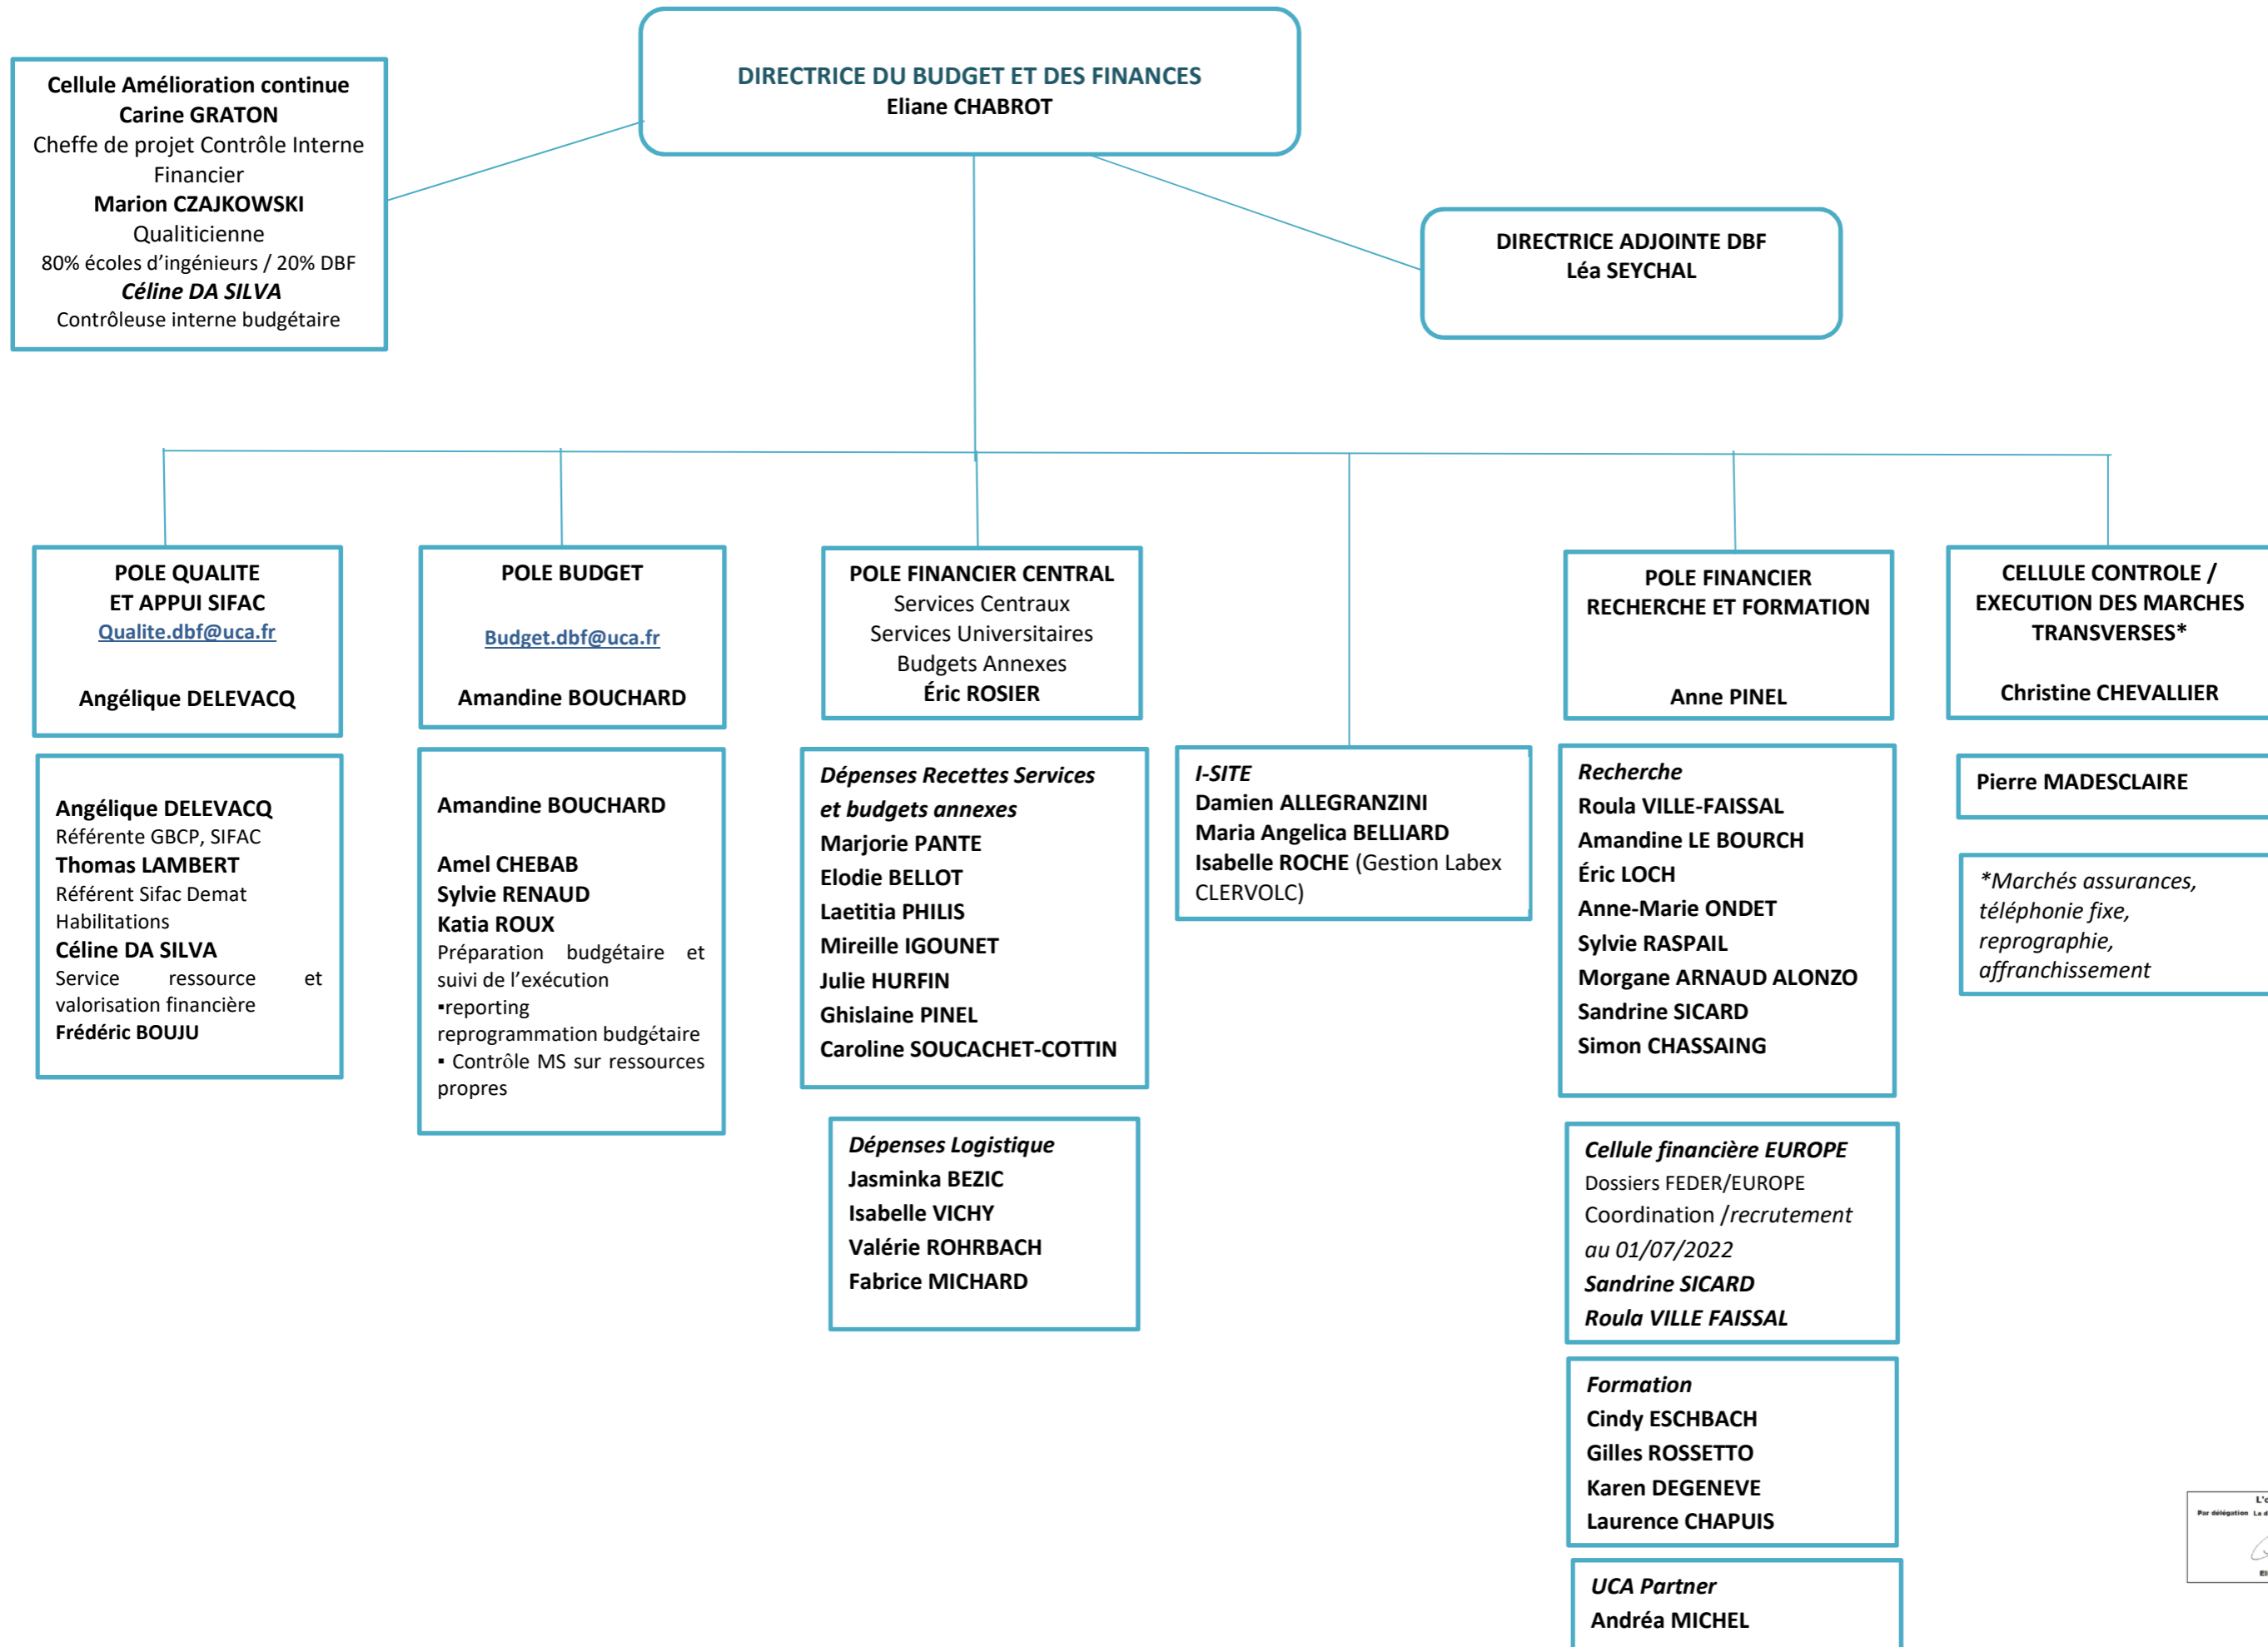 DIRECTRICE DU BUDGET ET DES FINANCES
Eliane CHABROT
Cellule Amélioration continue
Carine GRATON
Cheffe de projet Contrôle Interne
Financier
Marion CZAJKOWSKI
Qualiticienne
80% écoles d’ingénieurs / 20% DBF
Céline DA SILVA
Contrôleuse interne budgétaire
DIRECTRICE ADJOINTE DBF
Léa SEYCHAL
POLE QUALITE
ET APPUI SIFAC
Qualite.dbf@uca.fr
Angélique DELEVACQ
Angélique DELEVACQ
Référente GBCP, SIFAC
Thomas LAMBERT
Référent Sifac Demat
Habilitations
Céline DA SILVA
Service ressource et
valorisation financière
Frédéric BOUJU
POLE BUDGET
Budget.dbf@uca.fr
Amandine BOUCHARD
Amandine BOUCHARD
Amel CHEBAB
Sylvie RENAUD
Katia ROUX
Préparation budgétaire et
suivi de l’exécution
▪reporting
reprogrammation budgétaire
▪ Contrôle MS sur ressources
propres
POLE FINANCIER CENTRAL
Services Centraux
Services Universitaires
Budgets Annexes
Éric ROSIER
Dépenses Recettes Services
et budgets annexes
Marjorie PANTE
Elodie BELLOT
Laetitia PHILIS
Mireille IGOUNET
Julie HURFIN
Ghislaine PINEL
Caroline SOUCACHET-COTTIN
Dépenses Logistique
Jasminka BEZIC
Isabelle VICHY
Valérie ROHRBACH
Fabrice MICHARD
I-SITE
Damien ALLEGRANZINI
Maria Angelica BELLIARD
Isabelle ROCHE (Gestion Labex
CLERVOLC)
POLE FINANCIER
RECHERCHE ET FORMATION
Anne PINEL
Recherche
Roula VILLE-FAISSAL
Amandine LE BOURCH
Éric LOCH
Anne-Marie ONDET
Sylvie RASPAIL
Morgane ARNAUD ALONZO
Sandrine SICARD
Simon CHASSAING
Cellule financière EUROPE
Dossiers FEDER/EUROPE
Coordination /recrutement
au 01/07/2022
Sandrine SICARD
Roula VILLE FAISSAL
Formation
Cindy ESCHBACH
Gilles ROSSETTO
Karen DEGENEVE
Laurence CHAPUIS
UCA Partner
Andréa MICHEL
CELLULE CONTROLE /
EXECUTION DES MARCHES
TRANSVERSES*
Christine CHEVALLIER
Pierre MADESCLAIRE
*Marchés assurances,
téléphonie fixe,
reprographie,
affranchissement
Par délégation La